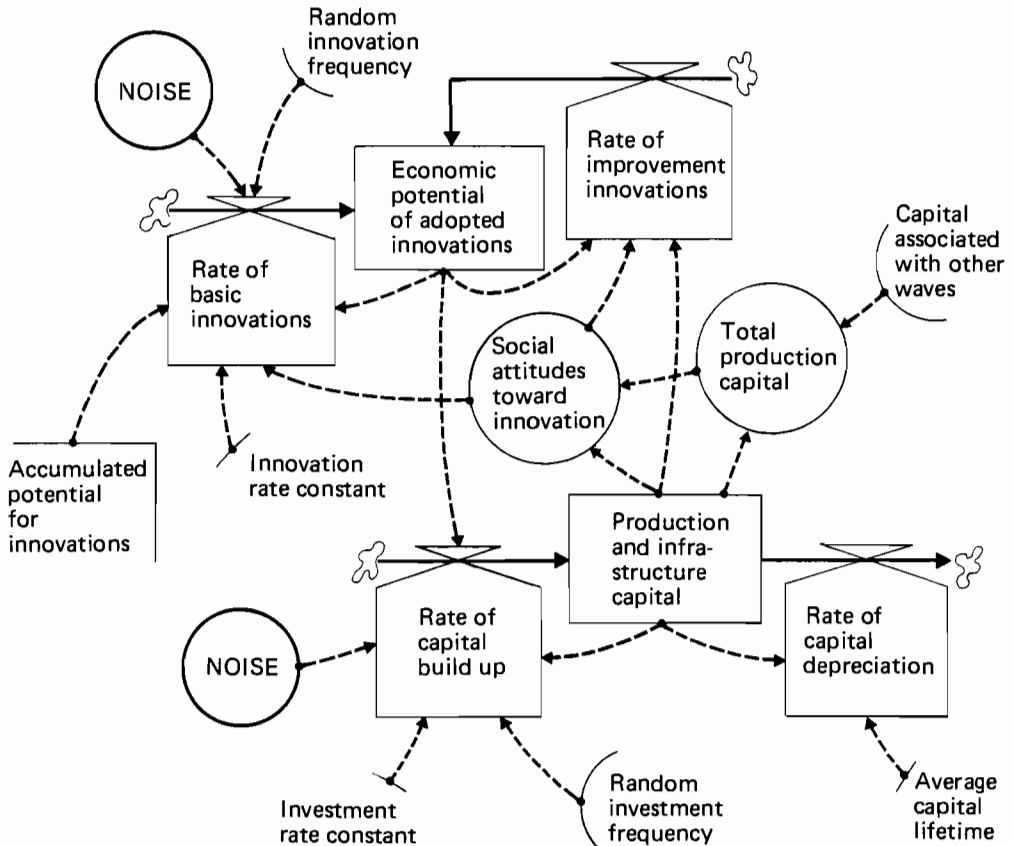 Random
innovation
frequency
NOISE
Rate of
improvement
innovations
Economic
potential
of adopted
innovations
Capital
associated
with other
waves
Rate of
basic
innovations
Social
attitudes
toward
innovation
Total
production
capital
Accumulated
potential
for
innovations
Innovation
rate constant
Production
and infra-
structure
capital
Rate of
capital
build up
Rate of
capital
depreciation
NOISE
Investment
rate constant
Random
investment
frequency
Average
capital
lifetime